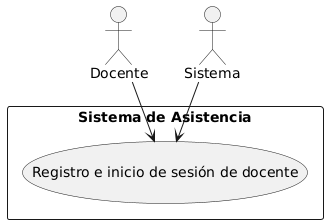 Docente
Sistema
Sistema de Asistencia
Registro e inicio de sesión de docente